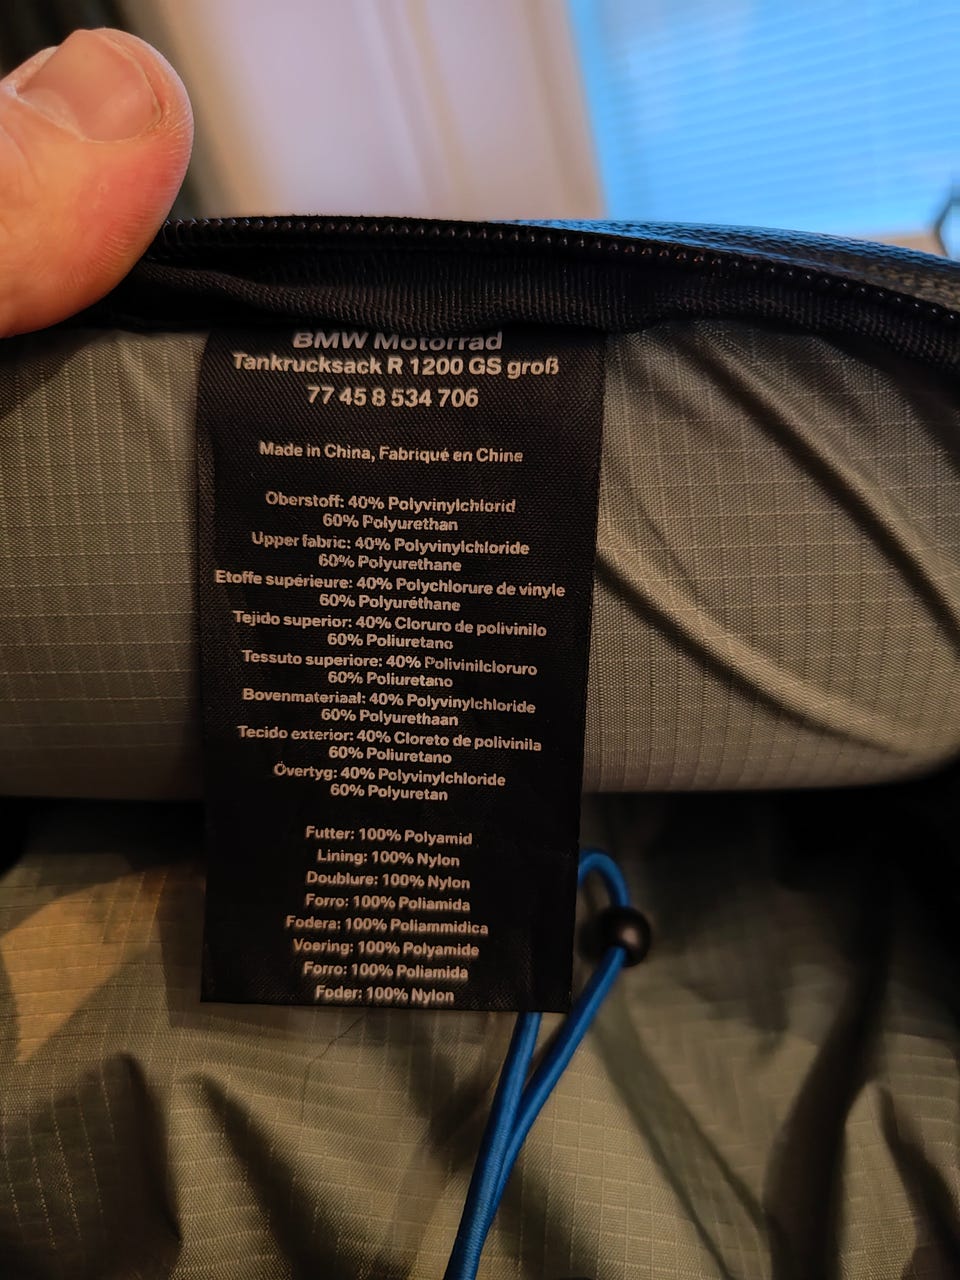 BMW Motorrad
Tankrucksack R 1200 GS groß
77 45 8 534 706
Made in China, Fabriqué en Chine
Oberstoff: 40% Polyvinylchlorid
60% Polyurethan
Upper fabric: 40% Polyvinylchloride
60% Polyurethane
Etoffe supérieure: 40% Polychlorure de vinyle
60% Polyuréthane
Tejido superior: 40% Cloruro de polivinilo
60% Poliuretano
Tessuto superiore: 40% Polivinilcloruro
60% Poliuretano
Bovenmateriaal: 40% Polyvinylchloride
60% Polyurethaan
Tecido exterior: 40% Cloreto de polivinila
60% Poliuretano
Övertyg: 40% Polyvinylchloride
60% Polyuretan
Futter: 100% Polyamid
Lining: 100% Nylon
Doublure: 100% Nylon
Forro: 100% Poliamida
Fodera: 100% Poliammidica
Voering: 100% Polyamide
Forro: 100% Poliamida
Foder: 100% Nylon